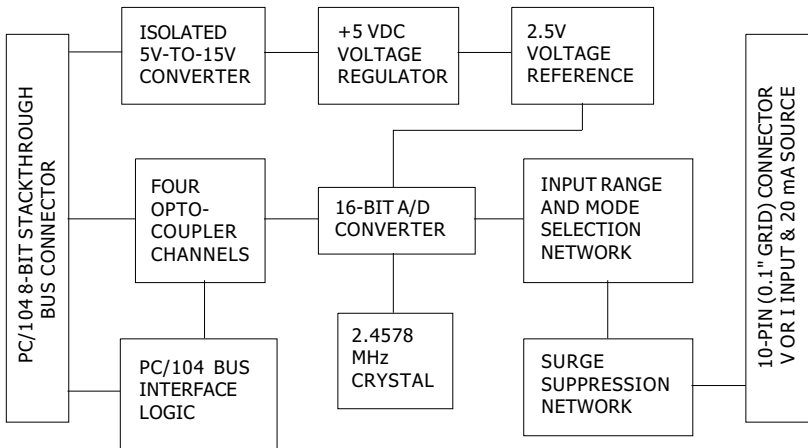 PC/104 8-BIT STACKTHROUGH
BUS CONNECTOR
ISOLATED
5V-TO-15V
CONVERTER
+5 VDC
VOLTAGE
REGULATOR
2.5V
VOLTAGE
REFERENCE
FOUR
OPTO-
COUPLER
CHANNELS
16-BIT A/D
CONVERTER
INPUT RANGE
AND MODE
SELECTION
NETWORK
PC/104 BUS
INTERFACE
LOGIC
2.4578
MHz
CRYSTAL
SURGE
SUPPRESSION
NETWORK
10-PIN (0.1" GRID) CONNECTOR
V OR I INPUT & 20 mA SOURCE